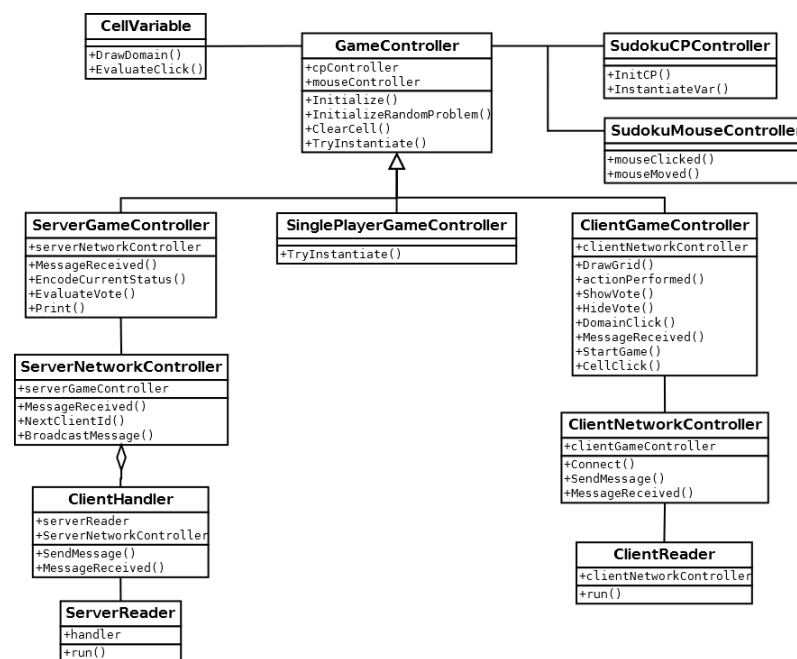 CellVariable
+DrawDomain()
+EvaluateClick()
GameController
+cpController
+mouseController
+Initialize()
+InitializeRandomProblem()
+ClearCell()
+TryInstantiate()
SudokuCPController
+InitCP()
+InstantiateVar()
SudokuMouseController
+mouseClicked()
+mouseMoved()
ServerGameController
+serverNetworkController
+MessageReceived()
+EncodeCurrentStatus()
+EvaluateVote()
+Print()
SinglePlayerGameController
+TryInstantiate()
ClientGameController
+clientNetworkController
+DrawGrid()
+actionPerformed()
+ShowVote()
+HideVote()
+DomainClick()
+MessageReceived()
+StartGame()
+CellClick()
ServerNetworkController
+serverGameController
+MessageReceived()
+NextClientId()
+BroadcastMessage()
ClientNetworkController
+clientGameController
+Connect()
+SendMessage()
+MessageReceived()
ClientHandler
+serverReader
+ServerNetworkController
+SendMessage()
+MessageReceived()
ClientReader
+clientNetworkController
+run()
ServerReader
+handler
+run()